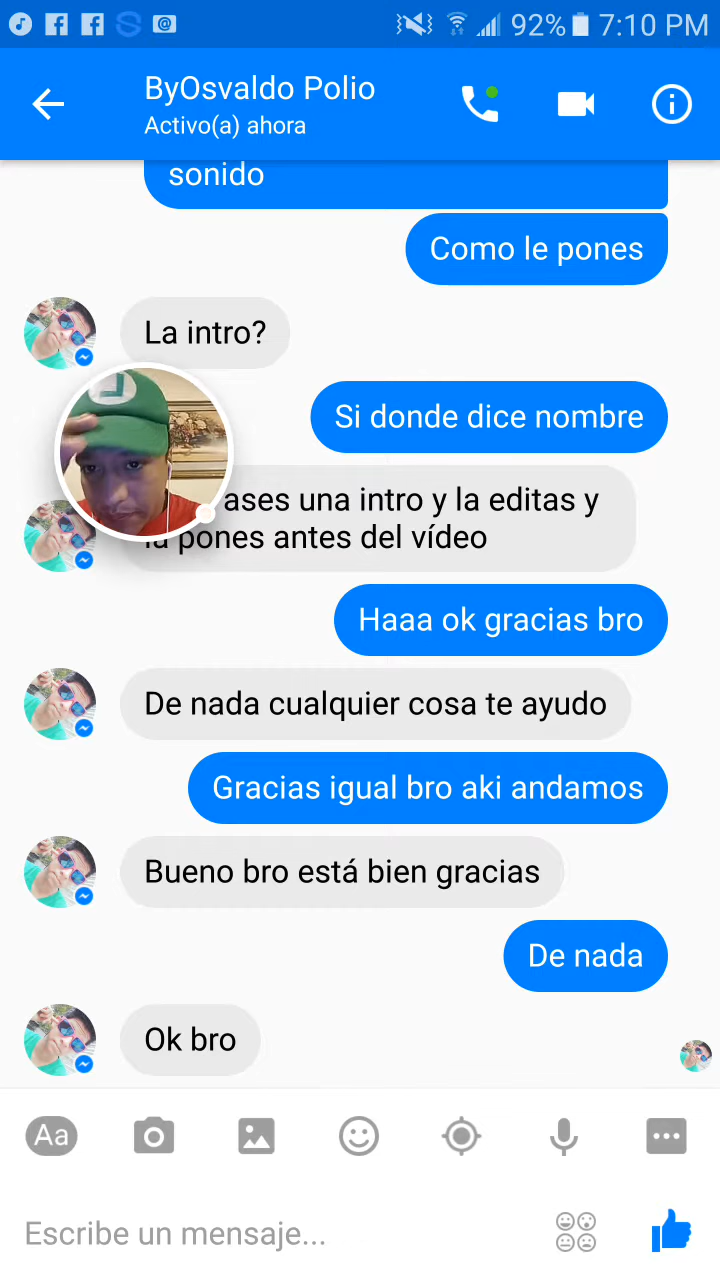 92% 7:10 PM
ByOsvaldo Polio
Activo(a) ahora
sonido
Como le pones
La intro?
Si donde dice nombre
ases una intro y la editas y
pones antes del vídeo
Haaa ok gracias bro
De nada cualquier cosa te ayudo
Gracias igual bro aki andamos
Bueno bro está bien gracias
De nada
Ok bro
Aa
Escribe un mensaje...